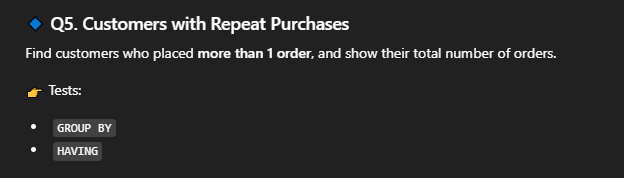 🔷 Q5. Customers with Repeat Purchases
Find customers who placed more than 1 order, and show their total number of orders.
👉 Tests:
• GROUP BY
• HAVING